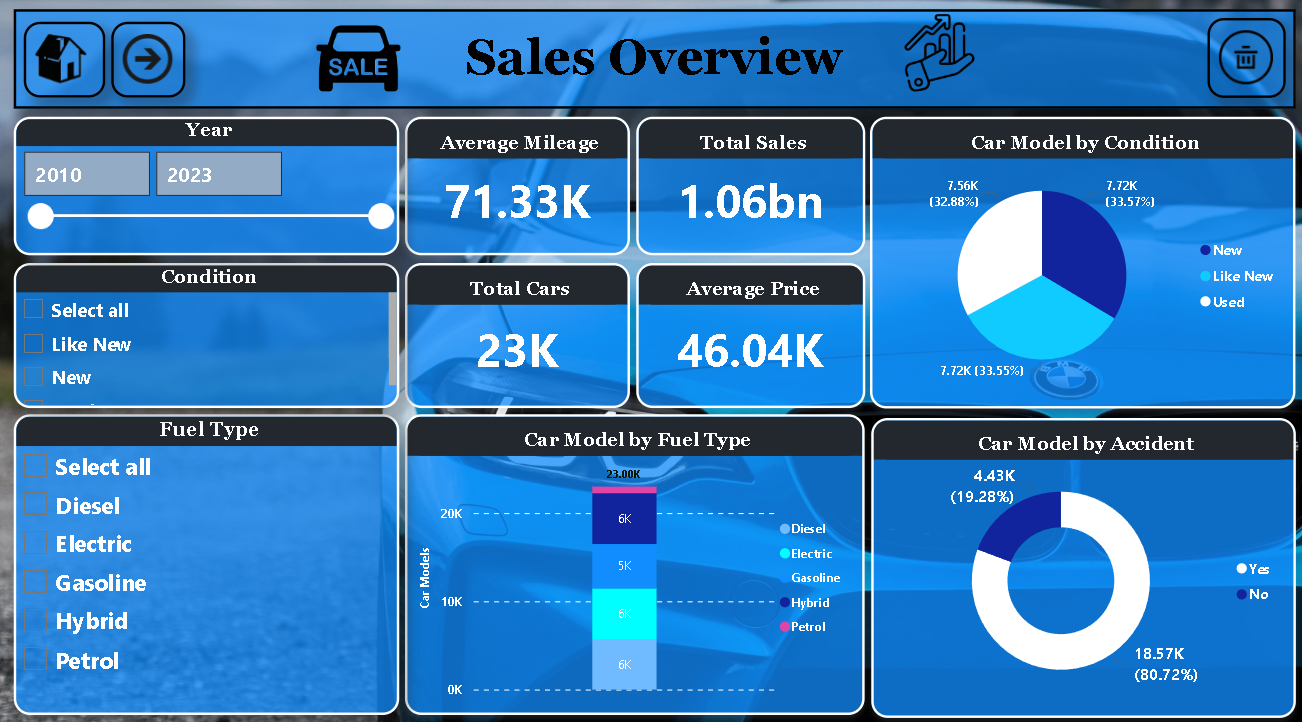 SALE
Sales Overview
Year
2010
2023
Condition
Select all
Like New
New
Fuel Type
Select all
Diesel
Electric
Gasoline
Hybrid
Petrol
Average Mileage
71.33K
Total Sales
1.06bn
Total Cars
23K
Average Price
46.04K
Car Model by Condition
7.56K
(32.88%)
7.72K
(33.57%)
7.72K (33.55%)
New
Like New
Used
BMW
Car Model by Fuel Type
23.00K
20K
10K
0K
Car Models
6K
5K
6K
6K
Diesel
Electric
Gasoline
Hybrid
Petrol
Car Model by Accident
4.43K
(19.28%)
18.57K
(80.72%)
Yes
No